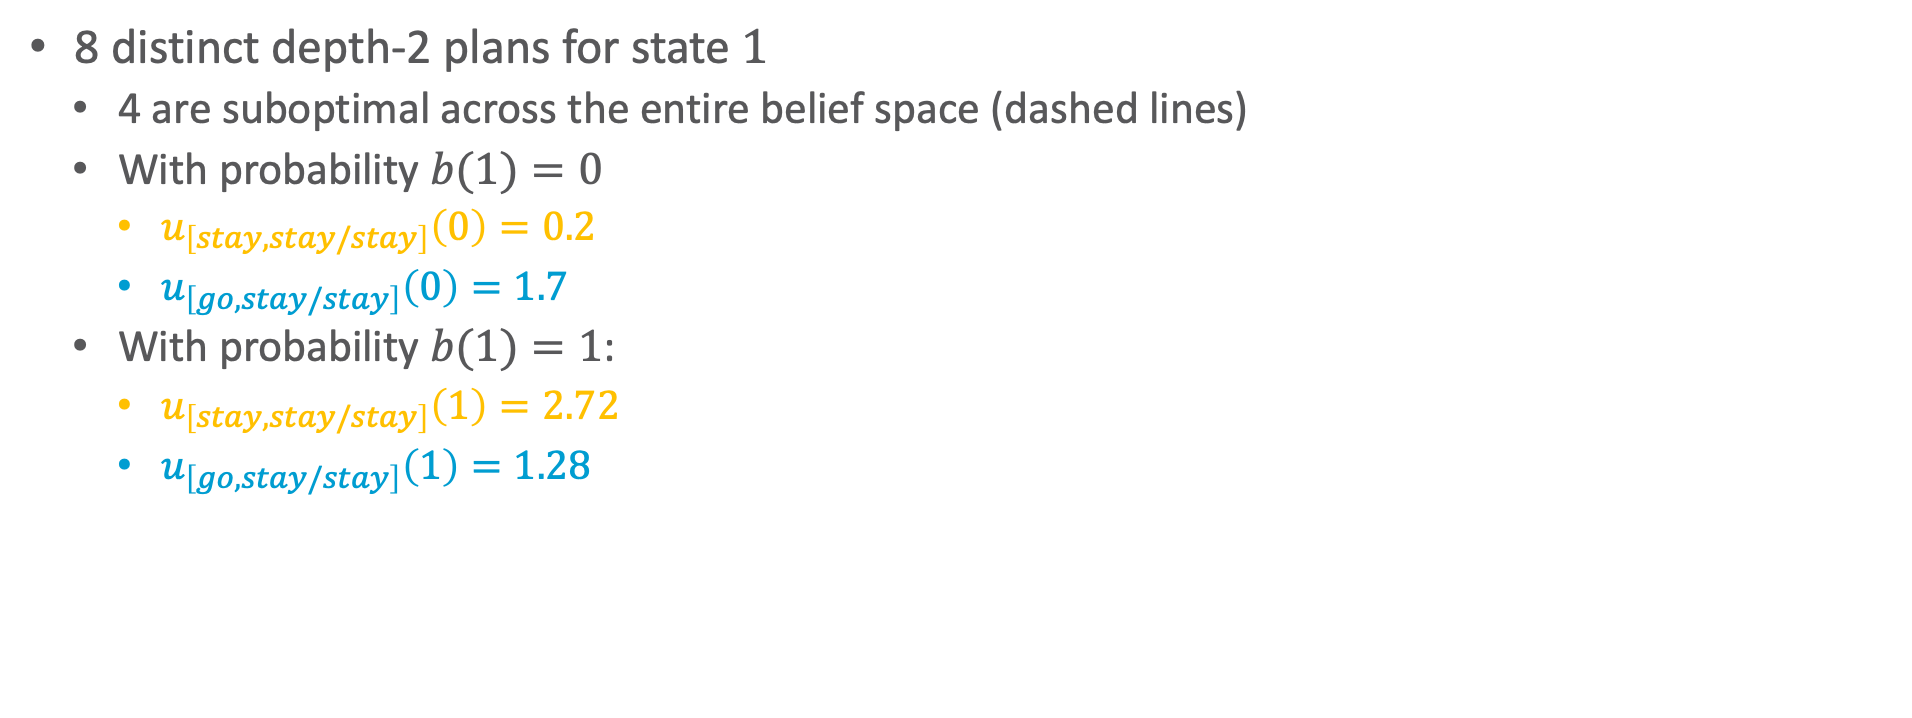 • 8 distinct depth-2 plans for state 1
• 4 are suboptimal across the entire belief space (dashed lines)
• With probability b(1) = 0
• u[stay,stay/stay](0) = 0.2
• u[go,stay/stay](0) = 1.7
• With probability b(1) = 1:
• u[stay,stay/stay](1) = 2.72
• u[go,stay/stay](1) = 1.28